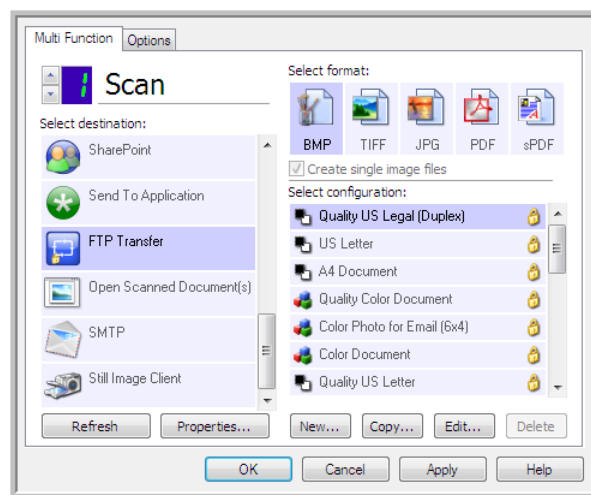 Multi Function
Options
1
Scan
Select destination:
SharePoint
Send To Application
FTP Transfer
Open Scanned Document(s)
SMTP
Still Image Client
Refresh
Properties...
Select format:
BMP
TIFF
JPG
PDF
sPDF
Create single image files
Select configuration:
Quality US Legal (Duplex)
US Letter
A4 Document
Quality Color Document
Color Photo for Email (6x4)
Color Document
Quality US Letter
New...
Copy...
Edit...
Delete
OK
Cancel
Apply
Help